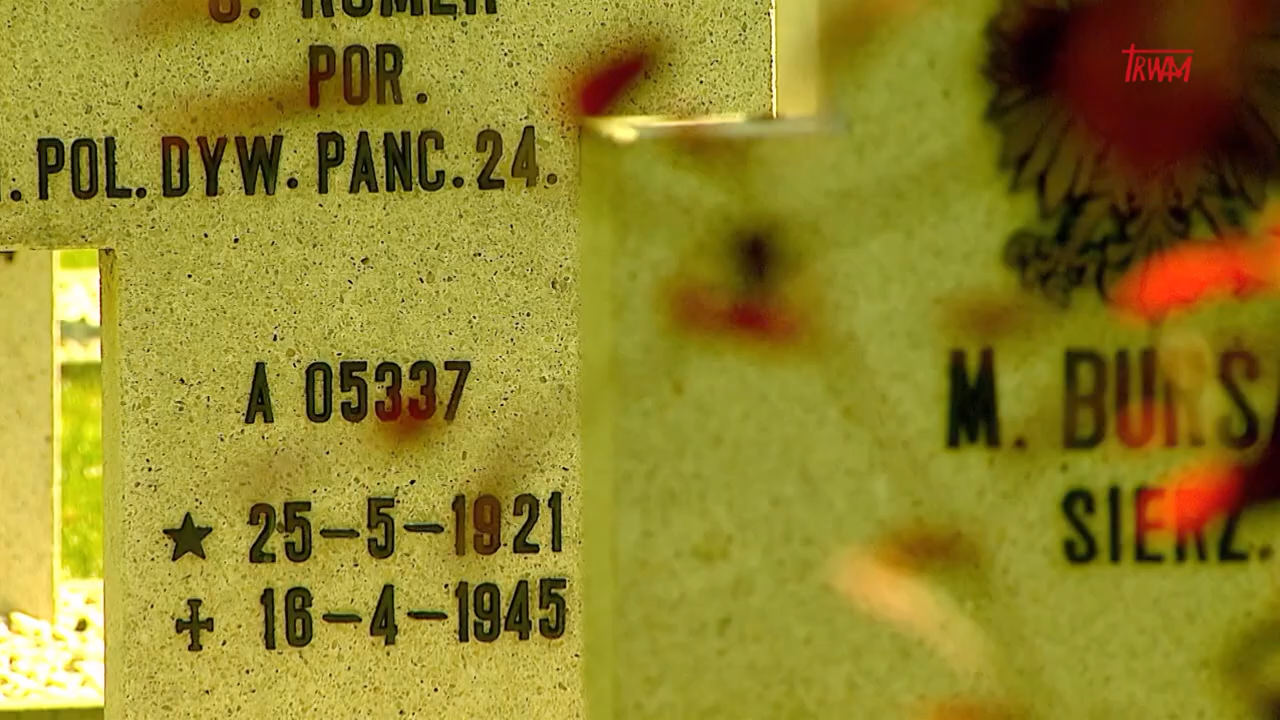 TRWAM
POR.
. POL. DYW. PANC. 24.
A 05337
25-5-1921
16-4-1945
M.
SIERZ.